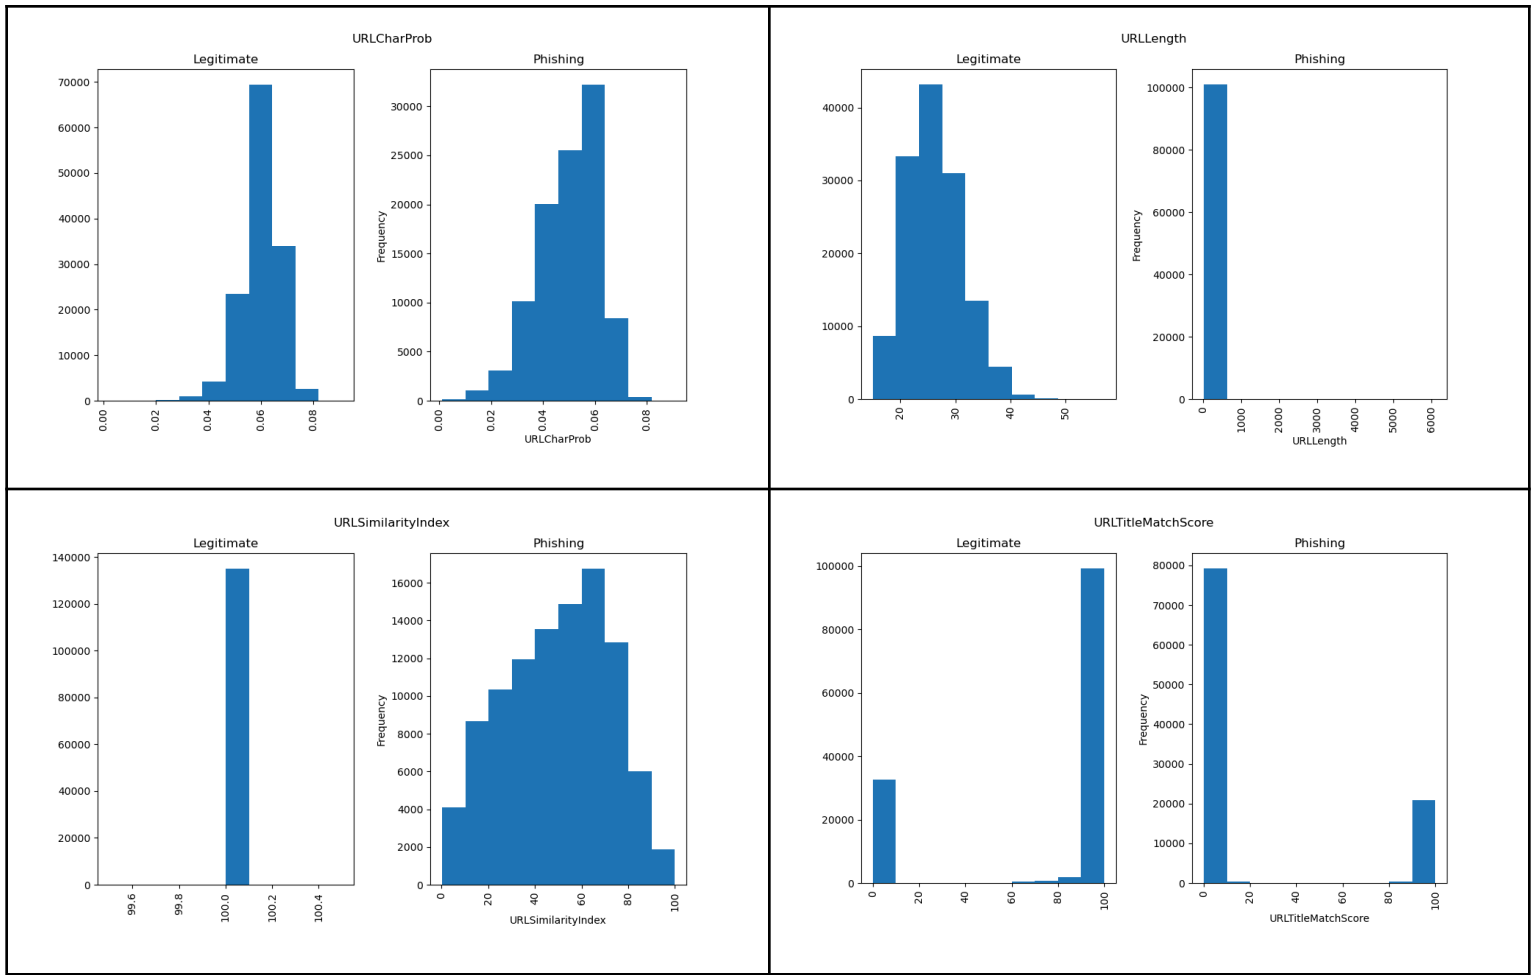 URLCharProb
Legitimate
70000
60000
50000
40000
30000
20000
10000
0
0.00 0.02 0.04 0.06 0.08
Phishing
Frequency
30000
25000
20000
15000
10000
5000
0
0.00 0.02 0.04 0.06 0.08
URLCharProb
URLLength
Legitimate
40000
30000
20000
10000
0
20 30 40 50
Phishing
Frequency
100000
80000
60000
40000
20000
0
0 1000 2000 3000 4000 5000 6000
URLLength
URLSimilarityIndex
Legitimate
140000
120000
100000
80000
60000
40000
20000
0
99.6 99.8 100.0 100.2 100.4
Phishing
Frequency
16000
14000
12000
10000
8000
6000
4000
2000
0
0 20 40 60 80 100
URLSimilarityIndex
URLTitleMatchScore
Legitimate
100000
80000
60000
40000
20000
0
0 20 40 60 80 100
Phishing
Frequency
80000
70000
60000
50000
40000
30000
20000
10000
0
0 20 40 60 80 100
URLTitleMatchScore